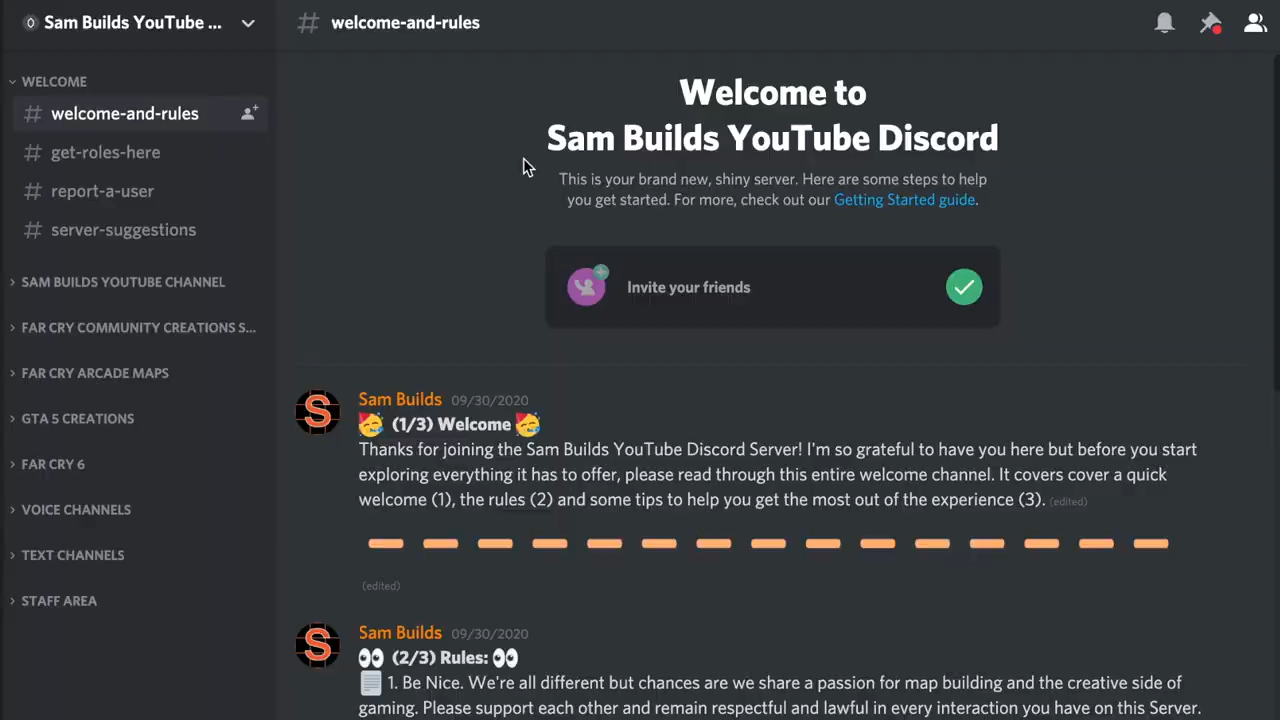 Sam Builds YouTube ...
# welcome-and-rules
WELCOME
# welcome-and-rules
# get-roles-here
# report-a-user
# server-suggestions
SAM BUILDS YOUTUBE CHANNEL
FAR CRY COMMUNITY CREATIONS S...
FAR CRY ARCADE MAPS
GTA 5 CREATIONS
FAR CRY 6
VOICE CHANNELS
TEXT CHANNELS
STAFF AREA
Welcome to
Sam Builds YouTube Discord
This is your brand new, shiny server. Here are some steps to help
you get started. For more, check out our Getting Started guide.
Invite your friends
S
Sam Builds 09/30/2020
🥳 (1/3) Welcome 🥳
Thanks for joining the Sam Builds YouTube Discord Server! I'm so grateful to have you here but before you start
exploring everything it has to offer, please read through this entire welcome channel. It covers cover a quick
welcome (1), the rules (2) and some tips to help you get the most out of the experience (3). (edited)
(edited)
S
Sam Builds 09/30/2020
👀 (2/3) Rules: 👀
1. Be Nice. We're all different but chances are we share a passion for map building and the creative side of
gaming. Please support each other and remain respectful and lawful in every interaction you have on this Server.